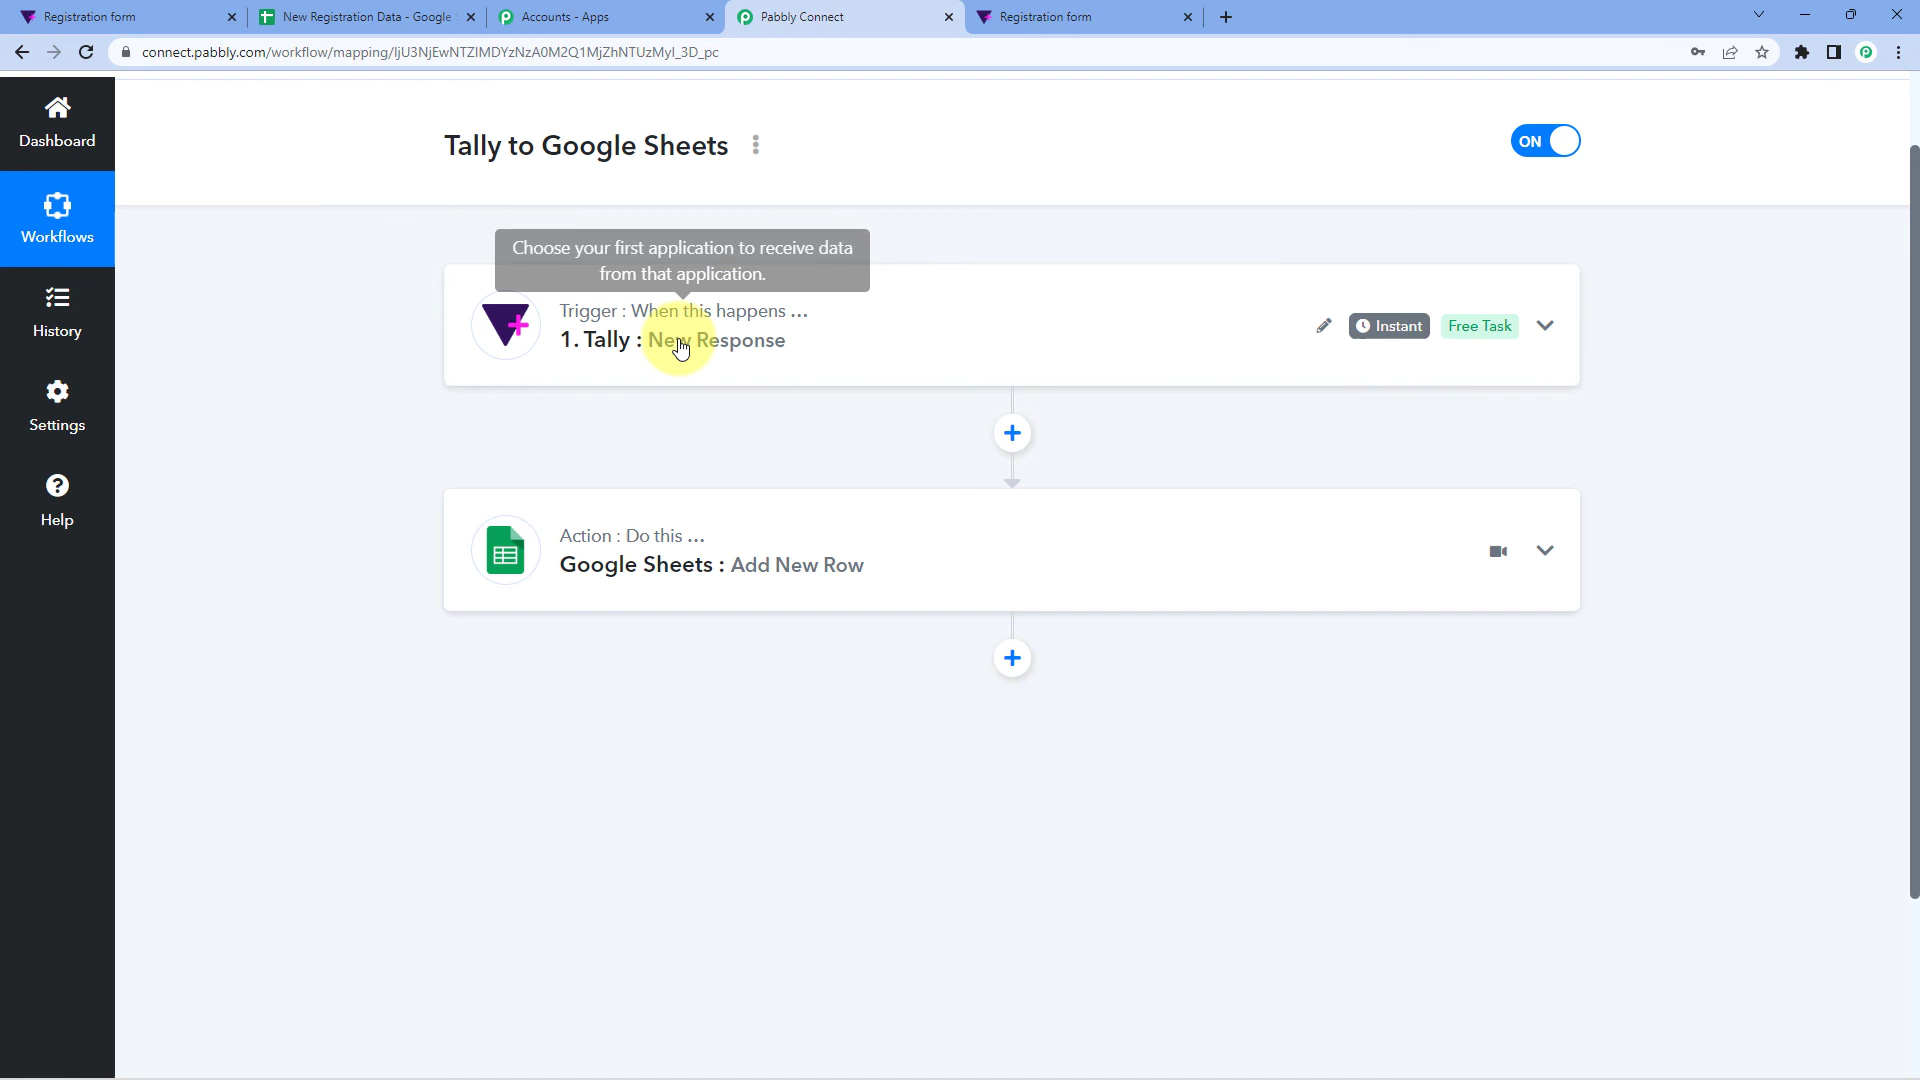 Registration form
New Registration Data - Google
Accounts - Apps
Pabbly Connect
Registration form
connect.pabbly.com/workflow/mapping/IjU3NjEwNTZlMDYzNzA0M2Q1MjZhNTUzMyI_3D_pc
Dashboard
Workflows
History
Settings
Help
Tally to Google Sheets
ON
Choose your first application to receive data
from that application.
Trigger : When this happens ...
1. Tally : New Response
Instant
Free Task
Action : Do this ...
Google Sheets : Add New Row